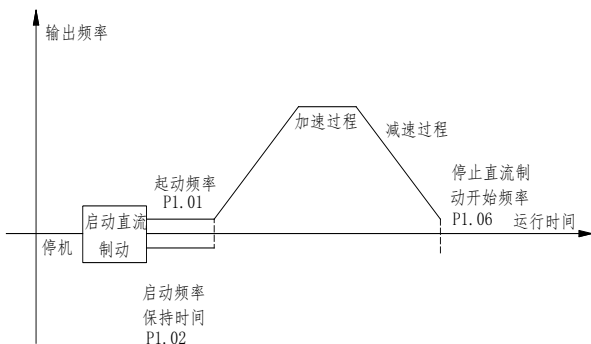 输出频率
加速过程
减速过程
起动频率
P1.01
停止直流制
动开始频率
P1.06
运行时间
启动直流
制动
停机
启动频率
保持时间
P1.02